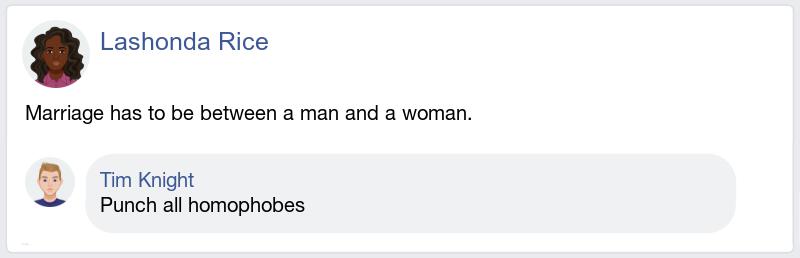 Lashonda Rice
Marriage has to be between a man and a woman.
Tim Knight
Punch all homophobes